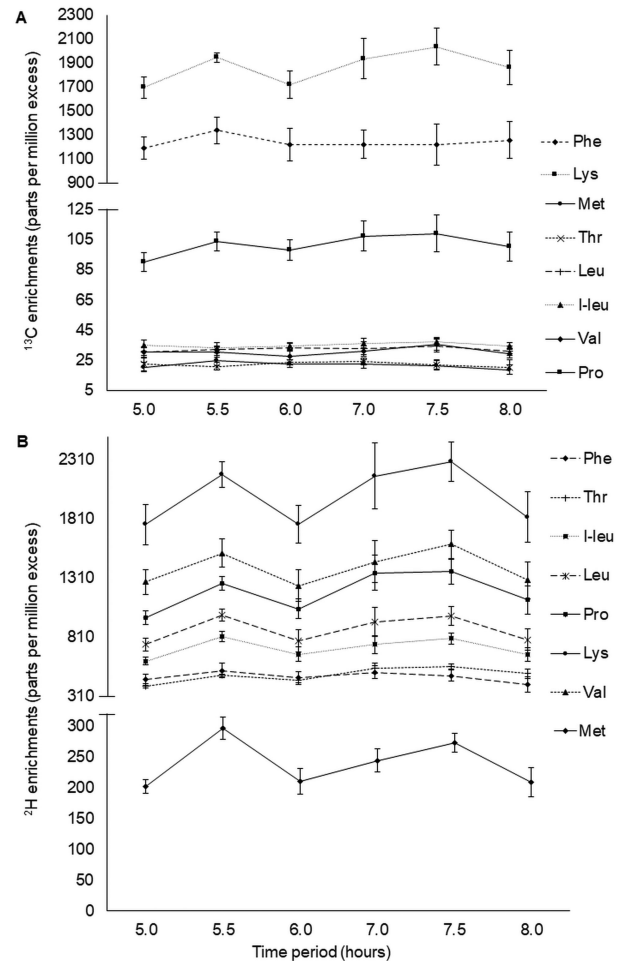 A
2300
2100
1900
1700
1500
1300
1100
900
125
105
85
65
45
25
5
¹³C enrichments (parts per million excess)
5.0 5.5 6.0 7.0 7.5 8.0
Phe
Lys
Met
Thr
Leu
I-leu
Val
Pro
B
2310
1810
1310
810
310
300
250
200
150
100
50
0
²H enrichments (parts per million excess)
5.0 5.5 6.0 7.0 7.5 8.0
Time period (hours)
Phe
Thr
I-leu
Leu
Pro
Lys
Val
Met